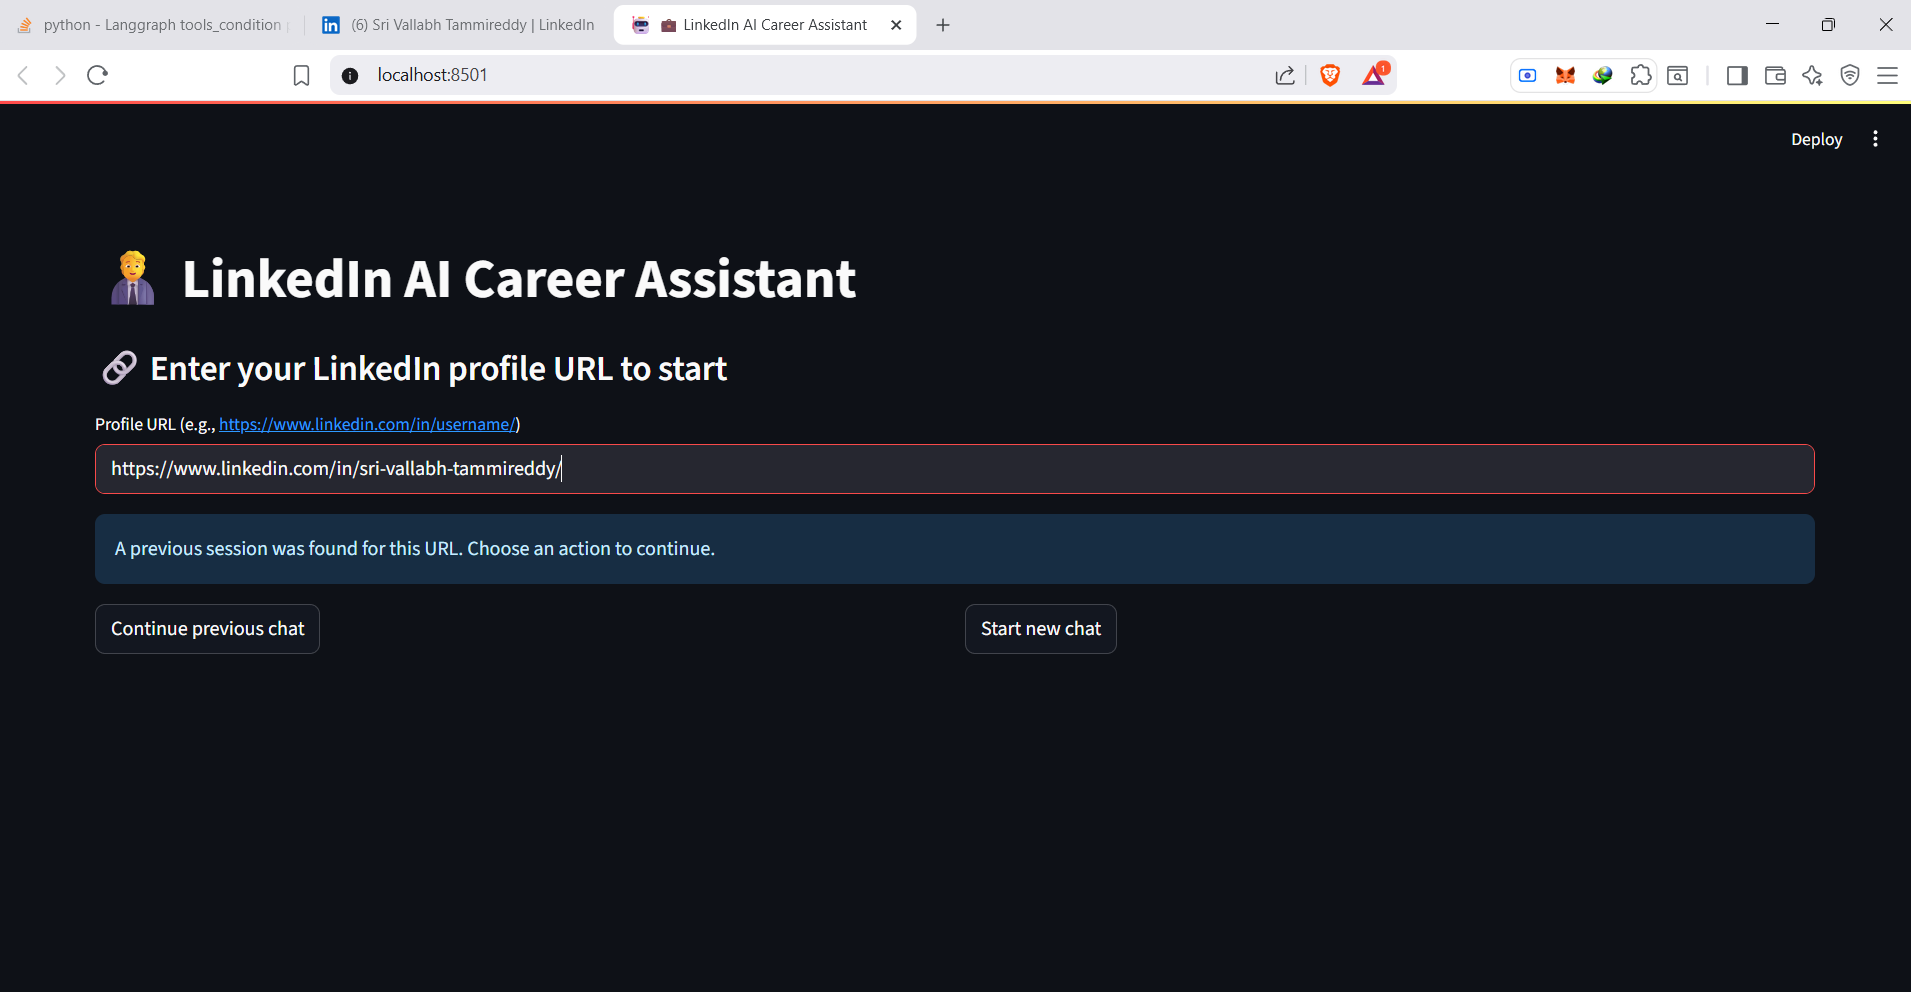 python - Langgraph tools_condition
(6) Sri Vallabh Tammireddy | LinkedIn
LinkedIn AI Career Assistant
localhost:8501
1
Deploy
LinkedIn AI Career Assistant
Enter your LinkedIn profile URL to start
Profile URL (e.g., https://www.linkedin.com/in/username/)
https://www.linkedin.com/in/sri-vallabh-tammireddy/
A previous session was found for this URL. Choose an action to continue.
Continue previous chat
Start new chat